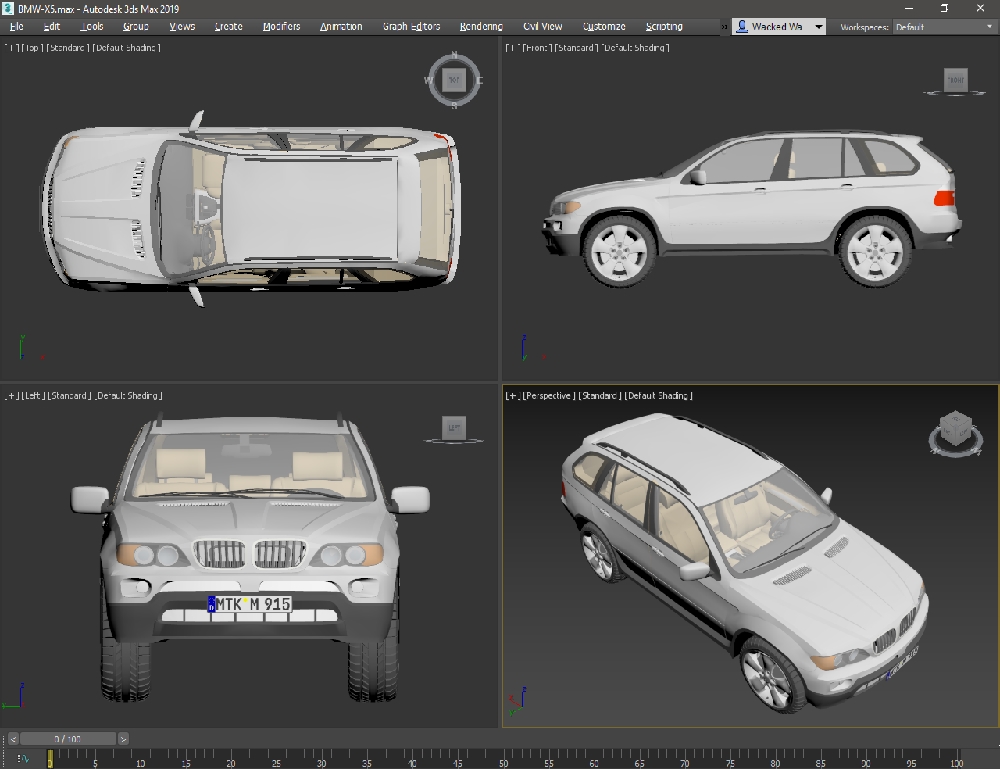 BMW-X5.max - Autodesk 3ds Max 2019
File Edit Tools Group Views Create Modifiers Animation Graph Editors Rendering Civil View Customize Scripting » Wacked Wa Workspaces: Default
[+] [Top] [Standard] [Default Shading]
[+] [Front] [Standard] [Default Shading]
N
W TOP E
S
FRONT
y
x
z
x
[+] [Left] [Standard] [Default Shading]
[+] [Perspective] [Standard] [Default Shading]
LEFT
D MTK M 915
z
z
< 0 / 100 >
0 5 10 15 20 25 30 35 40 45 50 55 60 65 70 75 80 85 90 95 100